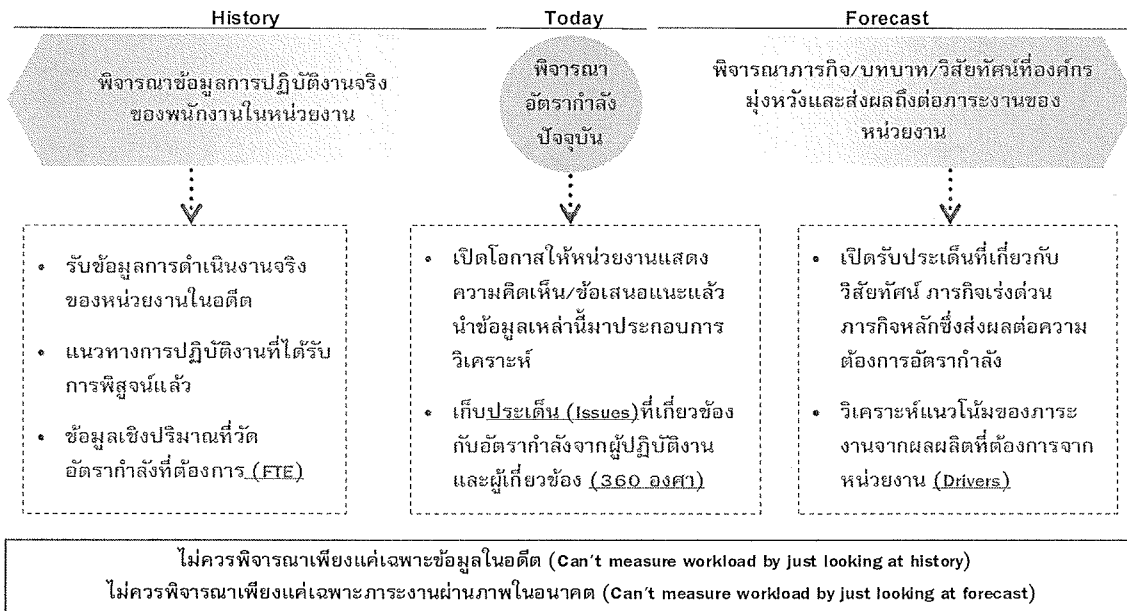 History
Today
Forecast
พิจารณาข้อมูลการปฏิบัติงานจริง
ของพนักงานในหน่วยงาน
พิจารณา
อัตรากำลัง
ปัจจุบัน
พิจารณาภารกิจ/บทบาท/วิสัยทัศน์ที่องค์กร
มุ่งหวังและส่งผลถึงต่อภาระงานของ
หน่วยงาน
• รับข้อมูลการดำเนินงานจริง
ของหน่วยงานในอดีต
• แนวทางการปฏิบัติงานที่ได้รับ
การพิสูจน์แล้ว
• ข้อมูลเชิงปริมาณที่วัด
อัตรากำลังที่ต้องการ (FTE)
• เปิดโอกาสให้หน่วยงานแสดง
ความคิดเห็น/ข้อเสนอแนะแล้ว
นำข้อมูลเหล่านี้มาประกอบการ
วิเคราะห์
• เก็บประเด็น (Issues)ที่เกี่ยวข้อง
กับอัตรากำลังจากผู้ปฏิบัติงาน
และผู้เกี่ยวข้อง (360 องศา)
• เปิดรับประเด็นที่เกี่ยวกับ
วิสัยทัศน์ ภารกิจเร่งด่วน
ภารกิจหลักซึ่งส่งผลต่อความ
ต้องการอัตรากำลัง
• วิเคราะห์แนวโน้มของภาระ
งานจากผลผลิตที่ต้องการจาก
หน่วยงาน (Drivers)
ไม่ควรพิจารณาเพียงแค่เฉพาะข้อมูลในอดีต (Can't measure workload by just looking at history)
ไม่ควรพิจารณาเพียงแค่เฉพาะภาระงานผ่านภาพในอนาคต (Can't measure workload by just looking at forecast)